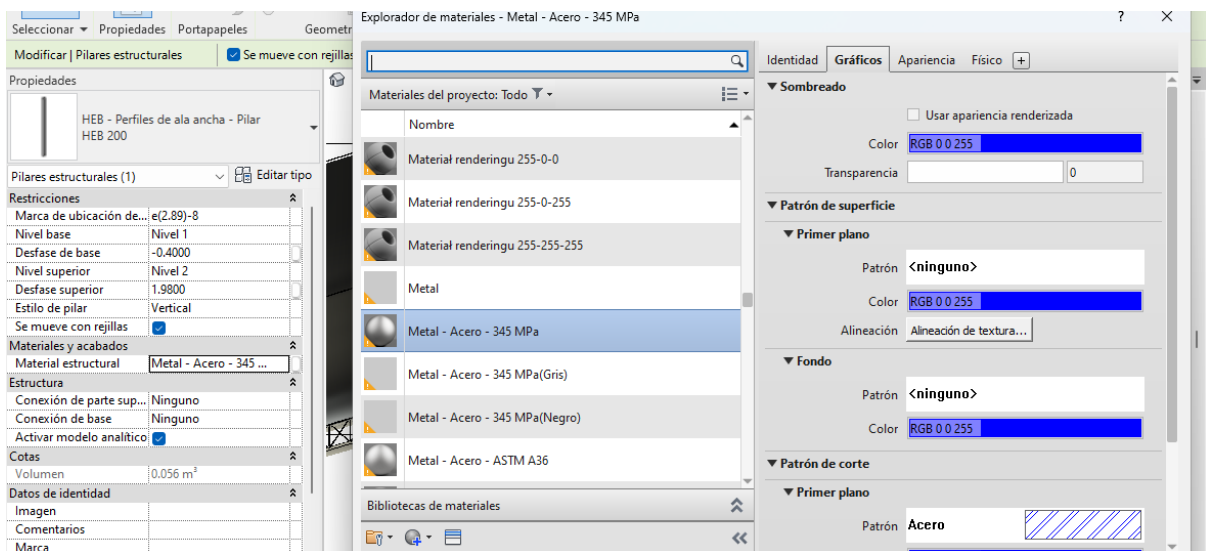 Seleccionar Propiedades Portapapeles Geometr
Modificar | Pilares estructurales Se mueve con rejillas
Propiedades
HEB - Perfiles de ala ancha - Pilar
HEB 200
Pilares estructurales (1) Editar tipo
Restricciones
Marca de ubicación de... e(2.89)-8
Nivel base Nivel 1
Desfase de base -0.4000
Nivel superior Nivel 2
Desfase superior 1.9800
Estilo de pilar Vertical
Se mueve con rejillas
Materiales y acabados
Material estructural Metal - Acero - 345 ...
Estructura
Conexión de parte sup... Ninguno
Conexión de base Ninguno
Activar modelo analítico
Cotas
Volumen 0.056 m³
Datos de identidad
Imagen
Comentarios
Marca
Explorador de materiales - Metal - Acero - 345 MPa ? X
Materiales del proyecto: Todo
Nombre
Materiał renderingu 255-0-0
Materiał renderingu 255-0-255
Materiał renderingu 255-255-255
Metal
Metal - Acero - 345 MPa
Metal - Acero - 345 MPa(Gris)
Metal - Acero - 345 MPa(Negro)
Metal - Acero - ASTM A36
Bibliotecas de materiales
Identidad Gráficos Apariencia Físico +
Sombreado
Usar apariencia renderizada
Color RGB 0 0 255
Transparencia 0
Patrón de superficie
Primer plano
Patrón <ninguno>
Color RGB 0 0 255
Alineación Alineación de textura...
Fondo
Patrón <ninguno>
Color RGB 0 0 255
Patrón de corte
Primer plano
Patrón Acero